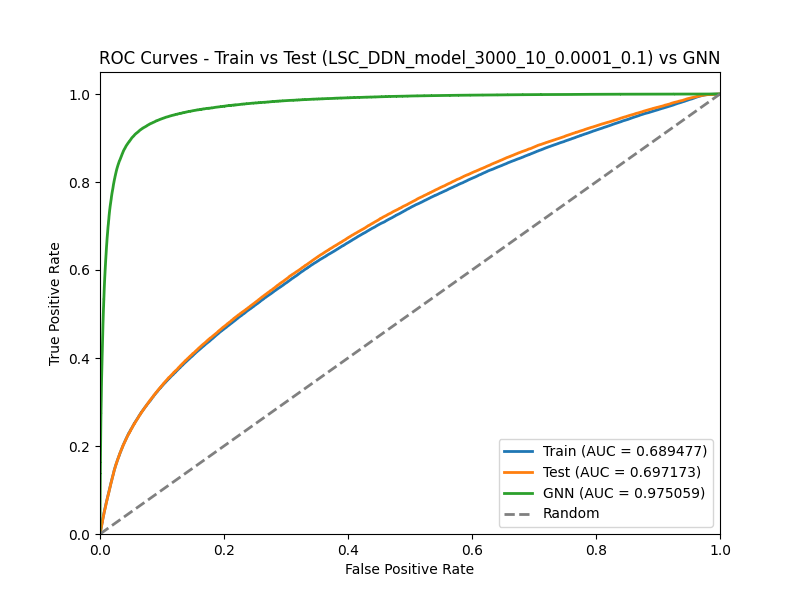 ROC Curves - Train vs Test (LSC_DDN_model_3000_10_0.0001_0.1) vs GNN
True Positive Rate
1.0
0.8
0.6
0.4
0.2
0.0
Train (AUC = 0.689477)
Test (AUC = 0.697173)
GNN (AUC = 0.975059)
Random
0.0 0.2 0.4 0.6 0.8 1.0
False Positive Rate